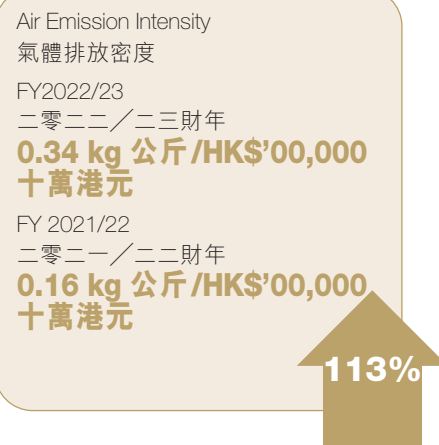 Air Emission Intensity
氣體排放密度
FY2022/23
二零二二／二三財年
0.34 kg 公斤/HK$'00,000
十萬港元
FY 2021/22
二零二一／二二財年
0.16 kg 公斤/HK$'00,000
十萬港元
113%